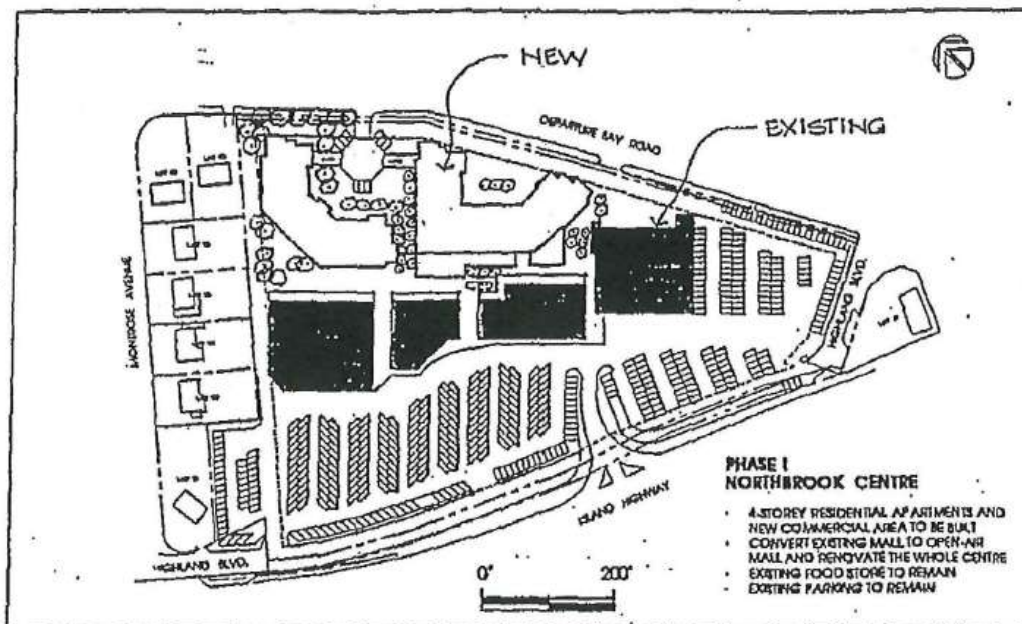 NEW
DEPARTURE BAY ROAD
EXISTING
MONTROSE AVENUE
HIGHLAND BLVD.
ISLAND HIGHWAY
HIGHLAND BLVD.
PHASE I
NORTHBROOK CENTRE
• 4-STOREY RESIDENTIAL APARTMENTS AND
NEW COMMERCIAL AREA TO BE BUILT
• CONVERT EXISTING MALL TO OPEN-AIR
MALL AND RENOVATE THE WHOLE CENTRE
• EXISTING FOOD STORE TO REMAIN
• EXISTING PARKING TO REMAIN
0' 200'